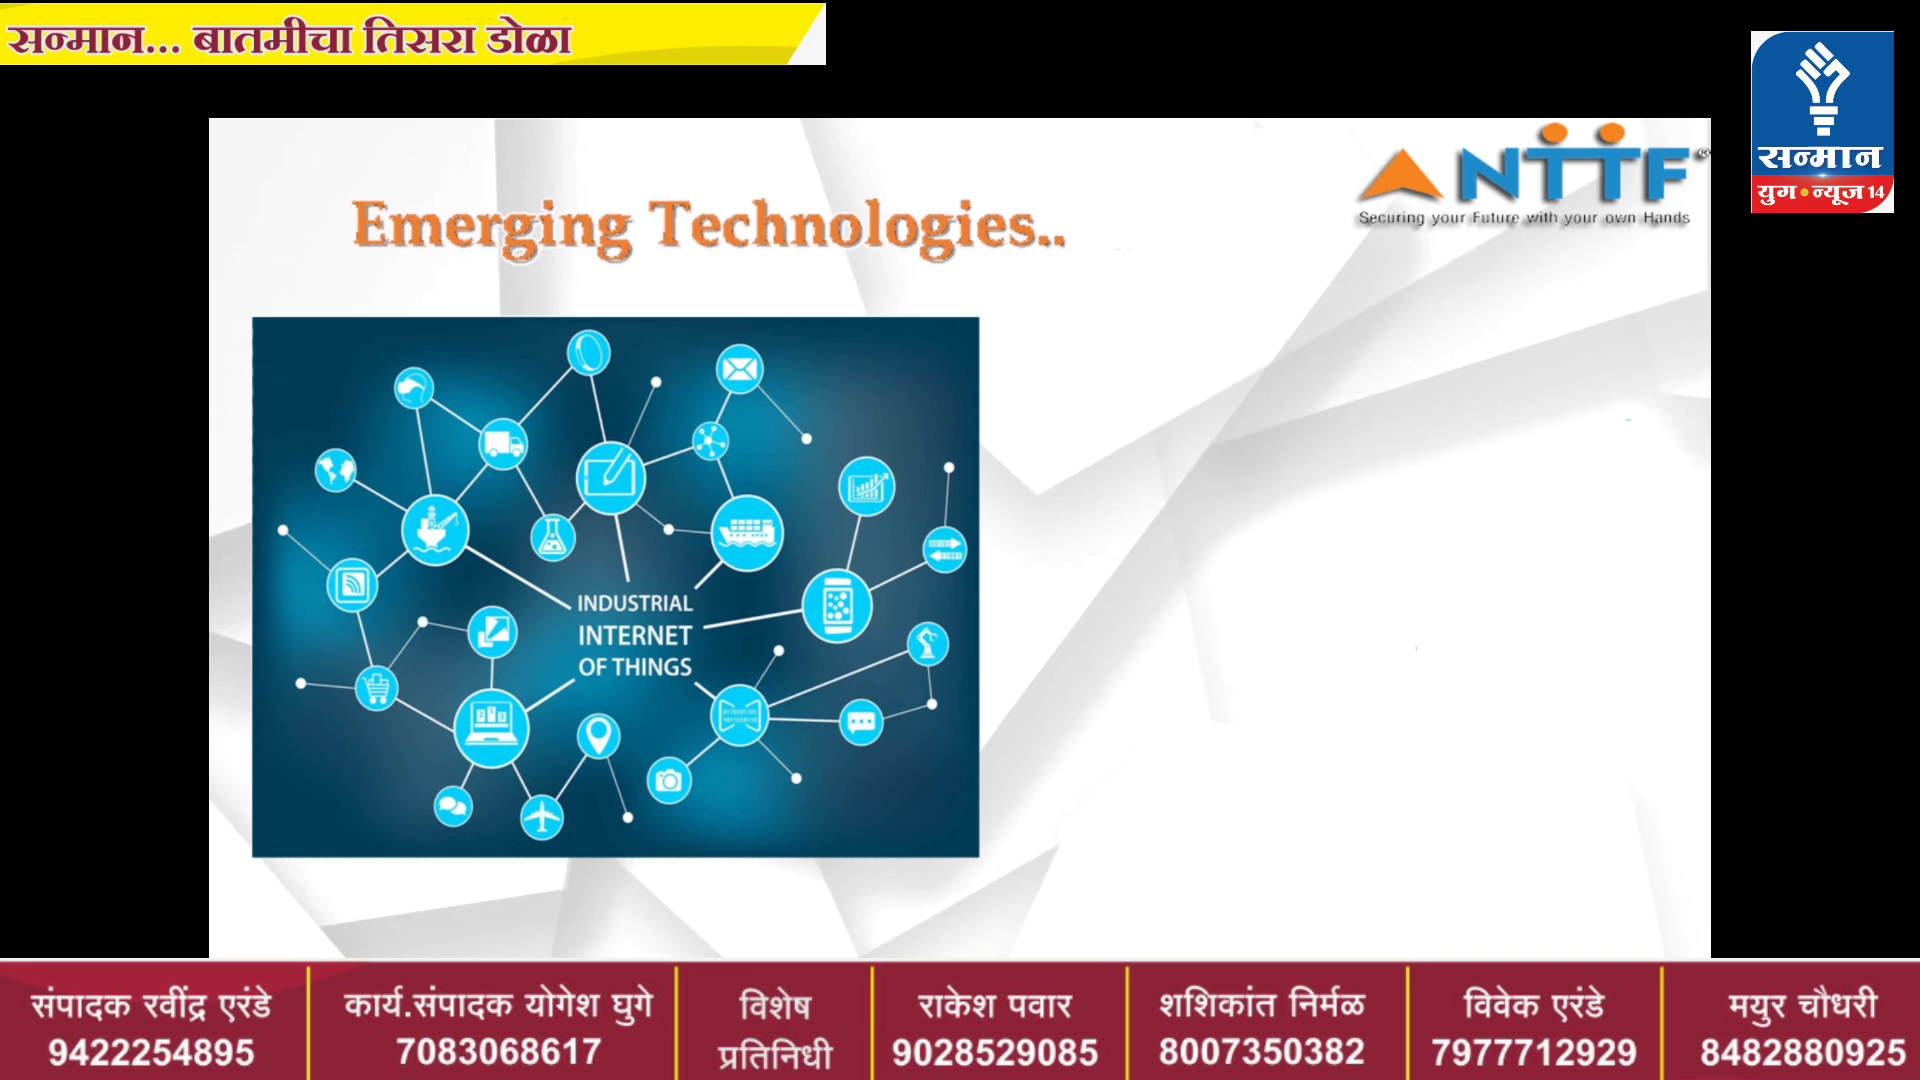 सन्मान... बातमीचा तिसरा डोळा
सन्मान
युग•न्यूज 14
NTTF®
Securing your Future with your own Hands
Emerging Technologies..
INDUSTRIAL
INTERNET
OF THINGS
संपादक रवींद्र एरंडे
9422254895
कार्य.संपादक योगेश घुगे
7083068617
विशेष
प्रतिनिधी
राकेश पवार
9028529085
शशिकांत निर्मळ
8007350382
विवेक एरंडे
7977712929
मयुर चौधरी
8482880925